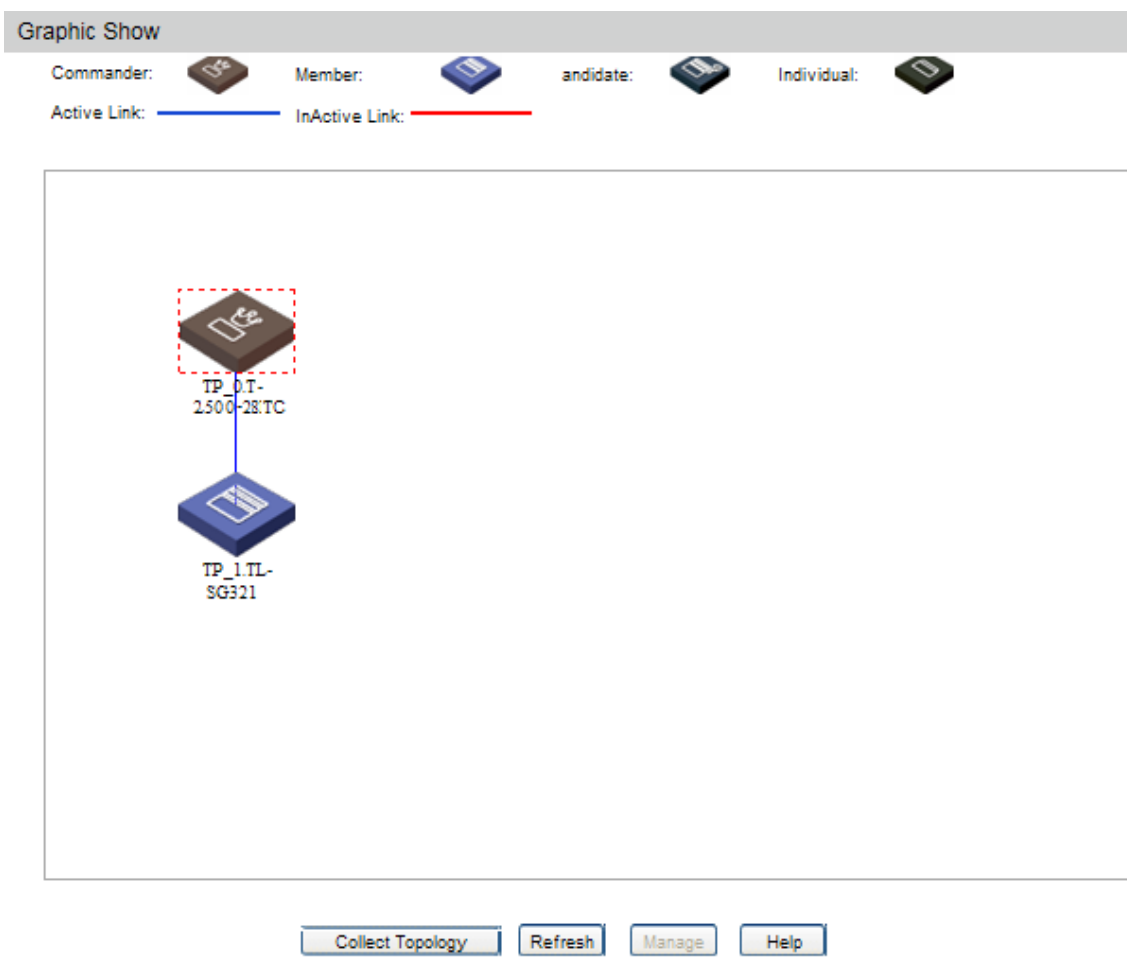 Graphic Show
Commander: Member: andidate: Individual:
Active Link: InActive Link:
TP_0.T-
2500-28TC
TP_1.TL-
SG321
Collect Topology Refresh Manage Help